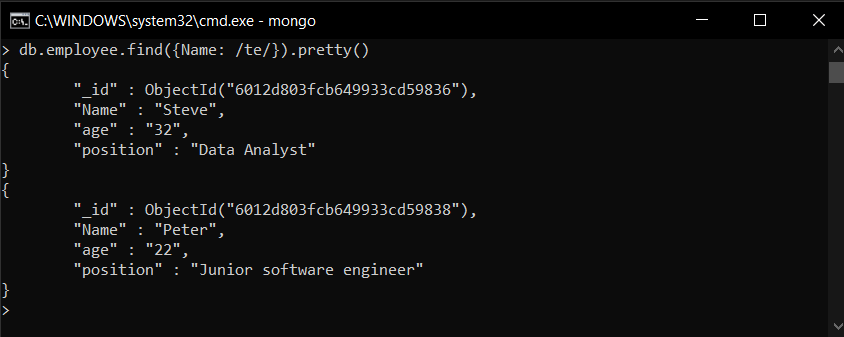 C:\WINDOWS\system32\cmd.exe - mongo
> db.employee.find({Name: /te/}).pretty()
{
        "_id" : ObjectId("6012d803fcb649933cd59836"),
        "Name" : "Steve",
        "age" : "32",
        "position" : "Data Analyst"
}
{
        "_id" : ObjectId("6012d803fcb649933cd59838"),
        "Name" : "Peter",
        "age" : "22",
        "position" : "Junior software engineer"
}
>